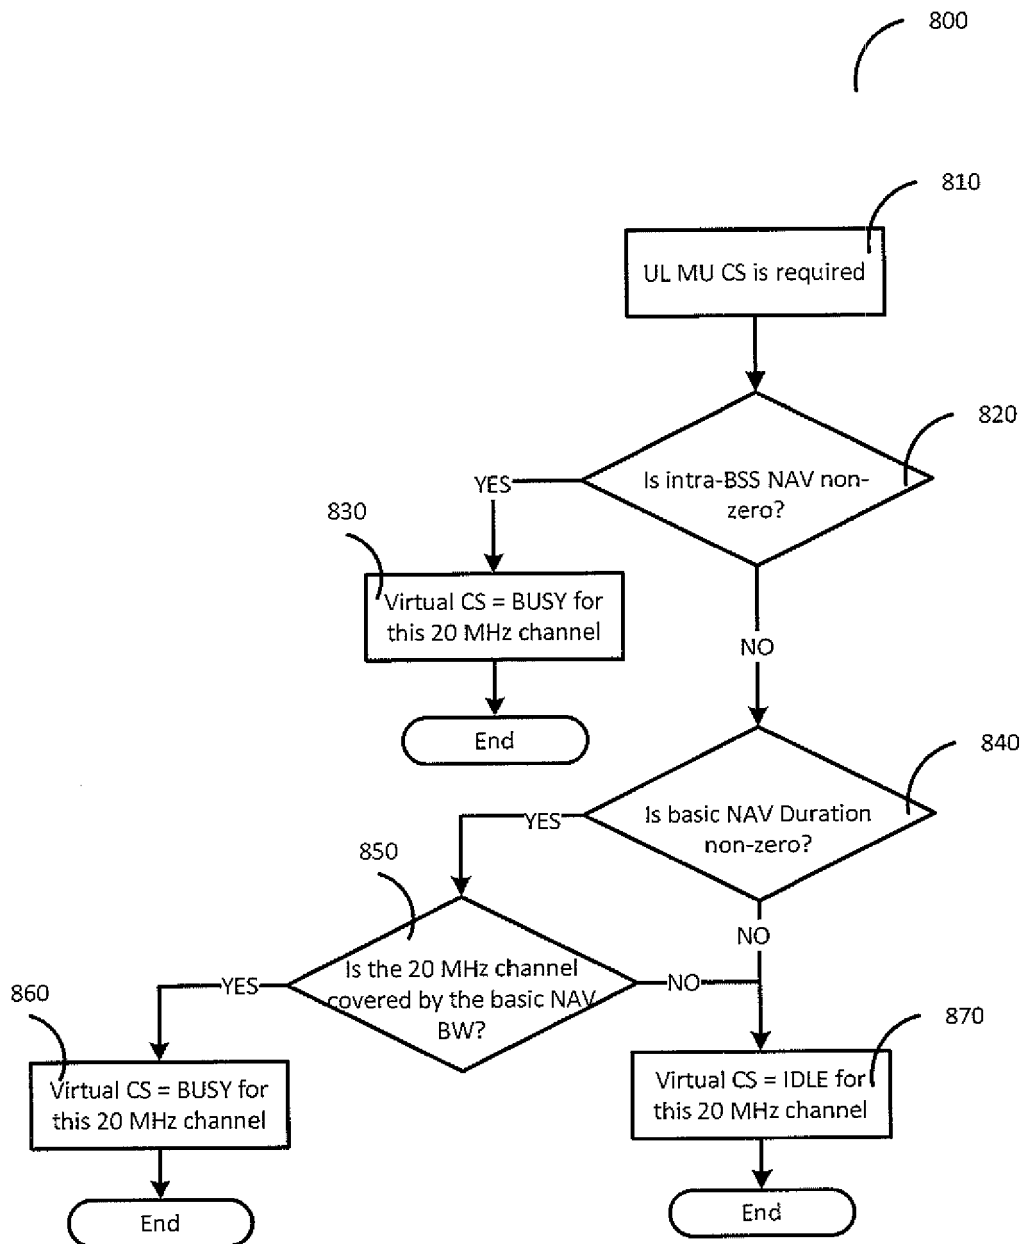 800
810
UL MU CS is required
820
Is intra-BSS NAV non-
zero?
YES
830
Virtual CS = BUSY for
this 20 MHz channel
NO
End
840
Is basic NAV Duration
non-zero?
YES
850
NO
Is the 20 MHz channel
covered by the basic NAV
BW?
YES
NO
860
870
Virtual CS = BUSY for
this 20 MHz channel
Virtual CS = IDLE for
this 20 MHz channel
End
End